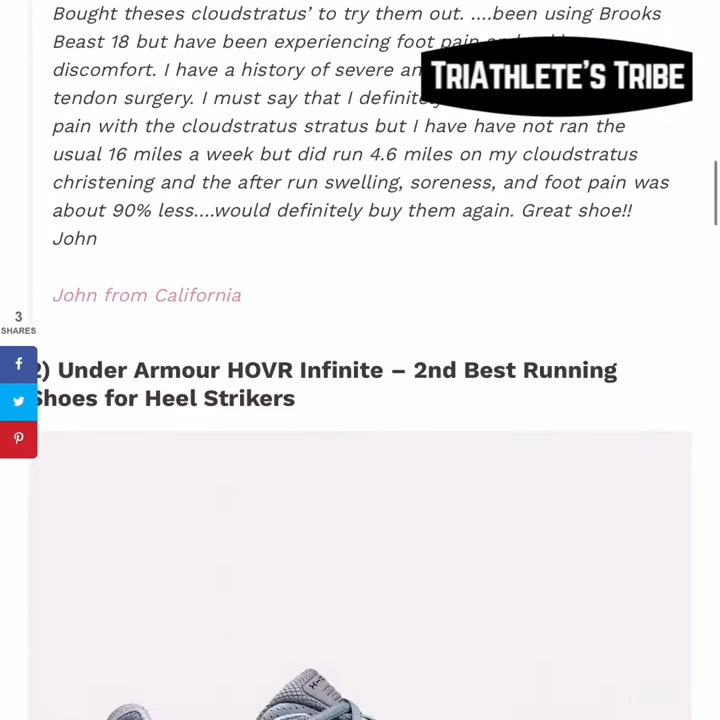 Bought theses cloudstratus’ to try them out. ....been using Brooks
Beast 18 but have been experiencing foot pain
discomfort. I have a history of severe
TRIATHLETE'S TRIBE
tendon surgery. I must say that I
pain with the cloudstratus stratus but I have have not ran the
usual 16 miles a week but did run 4.6 miles on my cloudstratus
christening and the after run swelling, soreness, and foot pain was
about 90% less....would definitely buy them again. Great shoe!!
John
John from California
3
SHARES
2) Under Armour HOVR Infinite – 2nd Best Running
Shoes for Heel Strikers